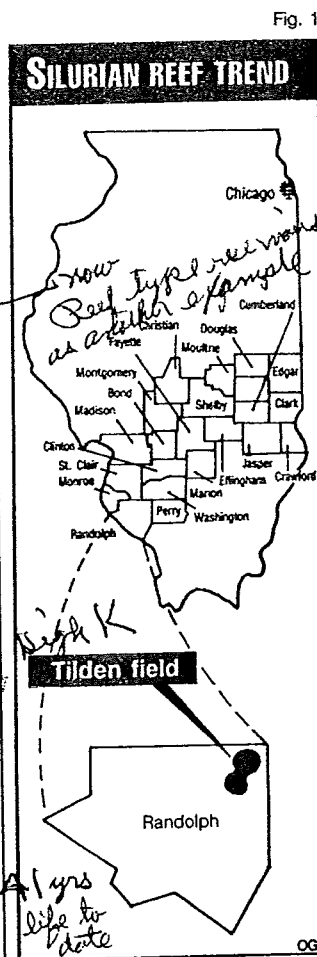 Fig. 1
SILURIAN REEF TREND
Chicago
now
Reef type reservoirs
as another example
Cumberland
Christian
Douglas
Fayette
Moultrie
Montgomery
Edgar
Bond
Shelby
Clark
Madison
Clinton
St. Clair
Monroe
Marion
Effingham
Jasper
Crawford
Randolph
Perry
Washington
High K
Tilden field
Randolph
yrs
life to
date
OG